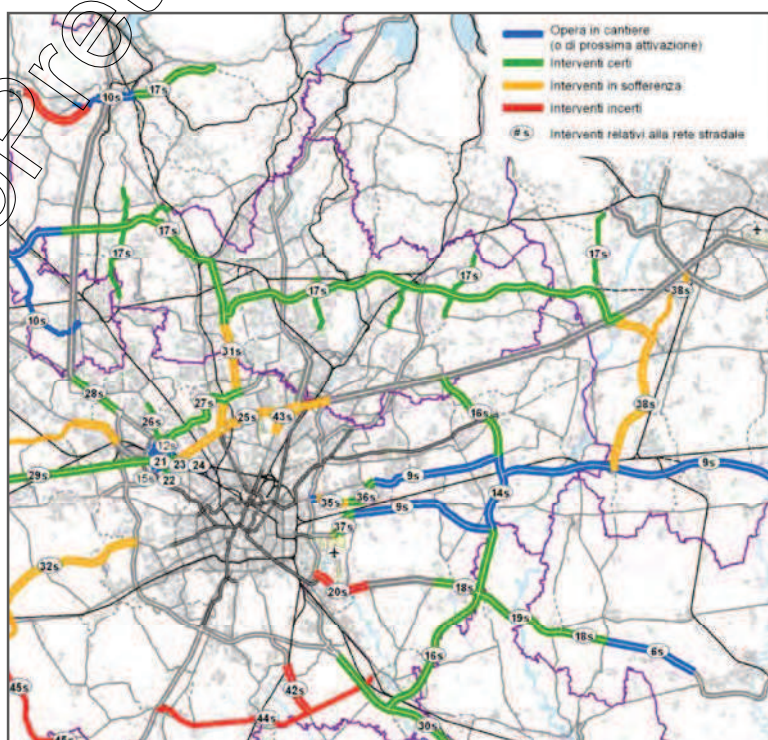 Opera in cantiere
(o di prossima attivazione)
Interventi certi
Interventi in sofferenza
Interventi incerti
# s Interventi relativi alla rete stradale
10s
17s
17s
17s
17s
17s
17s
38s
10s
31s
28s
27s
25s
43s
26s
16s
38s
12s
29s
21
23
24
15s
22
9s
9s
35s
36s
9s
14s
37s
32s
20s
18s
19s
18s
6s
16s
45s
42s
44s
30s